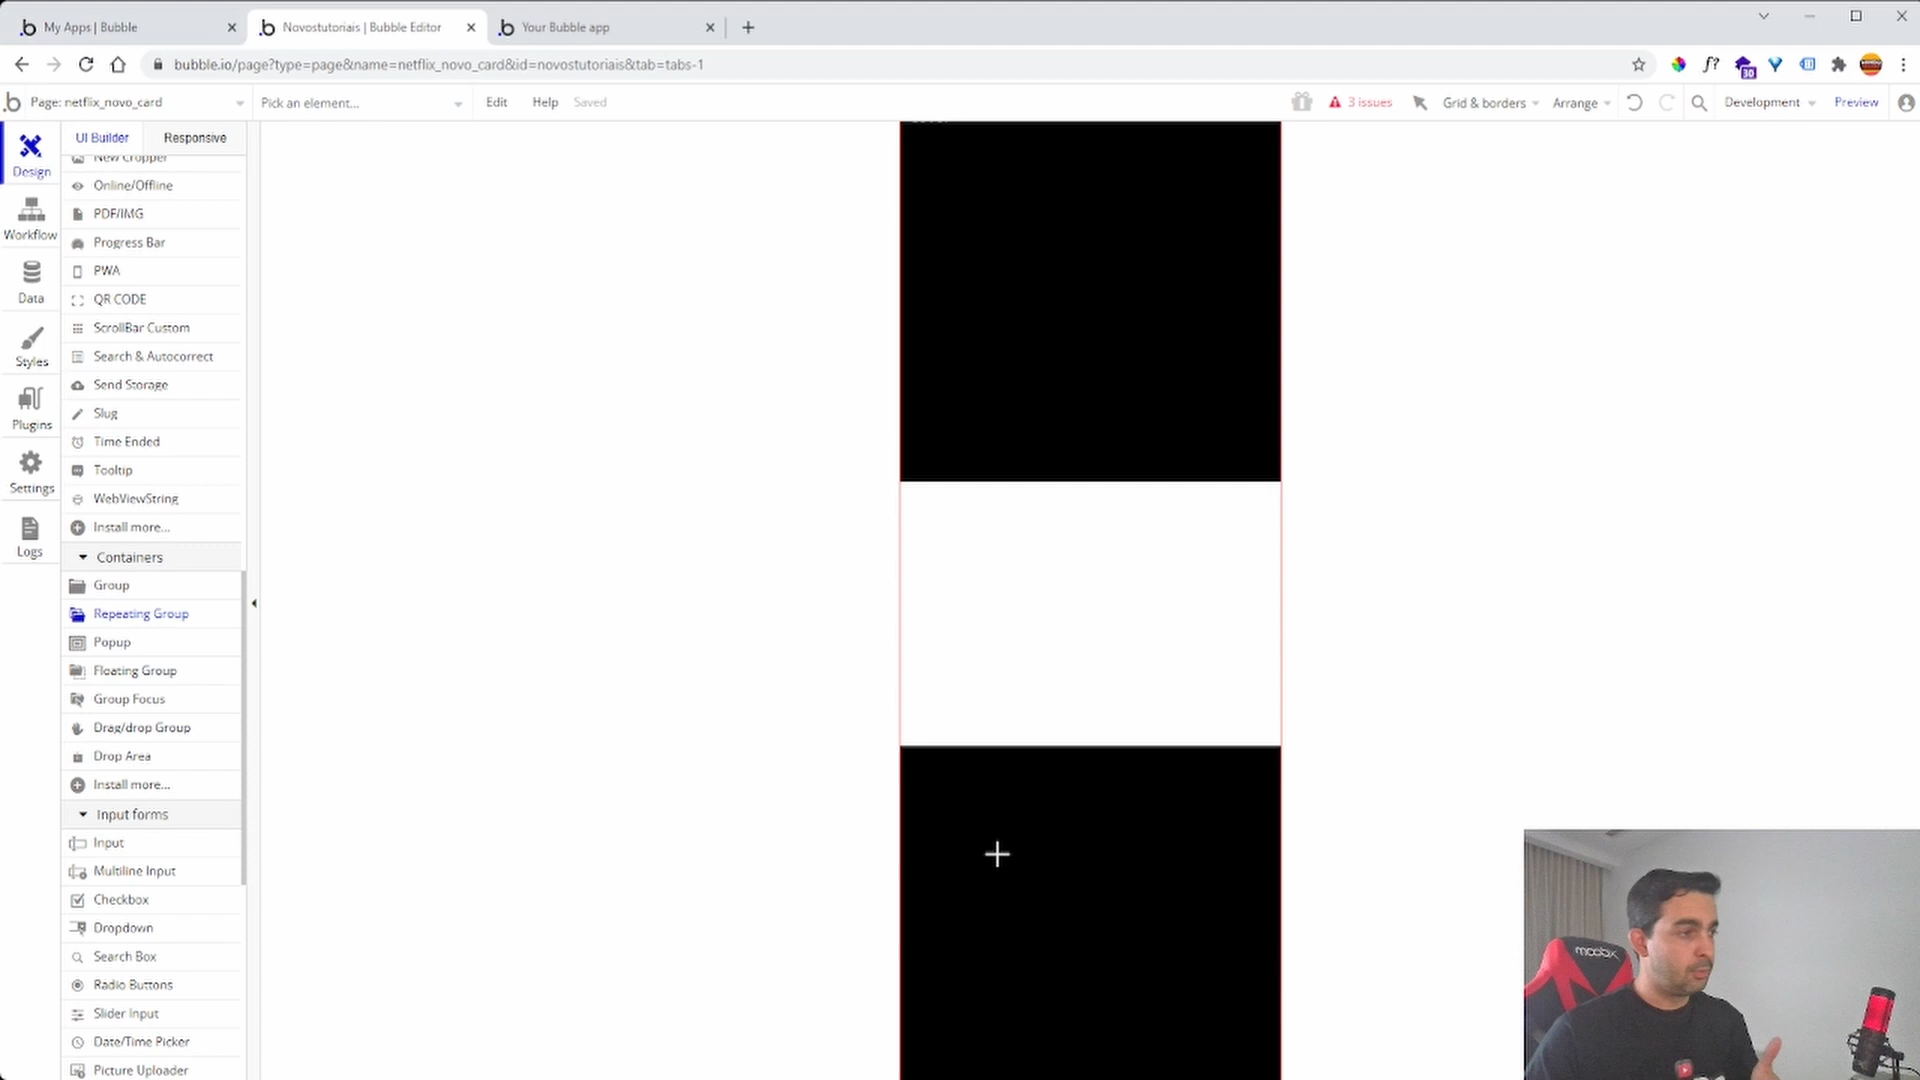 My Apps | Bubble
Novostutoriais | Bubble Editor
Your Bubble app
bubble.io/page?type=page&name=netflix_novo_card&id=novostutoriais&tab=tabs-1
f?
30
Page: netflix_novo_card
Pick an element...
Edit
Help
Saved
3 issues
Grid & borders
Arrange
Development
Preview
UI Builder
Responsive
Design
Workflow
Data
Styles
Plugins
Settings
Logs
New Cropper
Online/Offline
PDF/IMG
Progress Bar
PWA
QR CODE
ScrollBar Custom
Search & Autocorrect
Send Storage
Slug
Time Ended
Tooltip
WebViewString
Install more...
Containers
Group
Repeating Group
Popup
Floating Group
Group Focus
Drag/drop Group
Drop Area
Install more...
Input forms
Input
Multiline Input
Checkbox
Dropdown
Search Box
Radio Buttons
Slider Input
Date/Time Picker
Picture Uploader
moobx